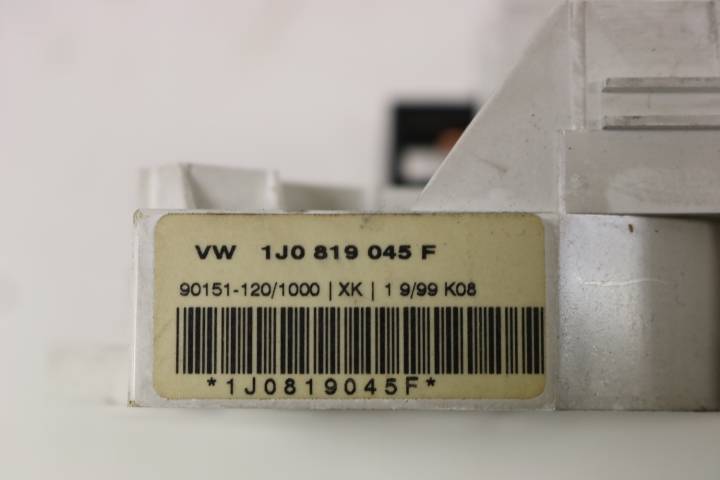 VW 1J0 819 045 F
90151-120/1000 | XK | 1 9/99 K08
*1J0819045F*